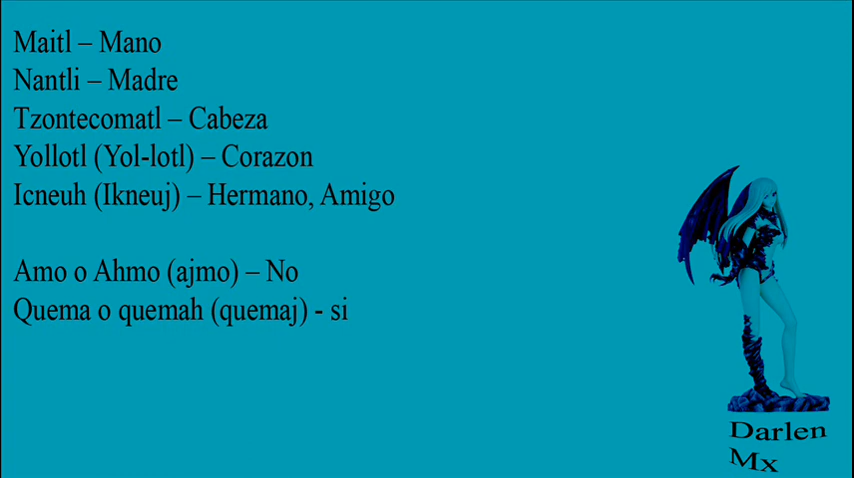 Maitl – Mano
Nantli – Madre
Tzontecomatl – Cabeza
Yollotl (Yol-lotl) – Corazon
Icneuh (Ikneuj) – Hermano, Amigo
Amo o Ahmo (ajmo) – No
Quema o quemah (quemaj) - si
Darlen
Mx